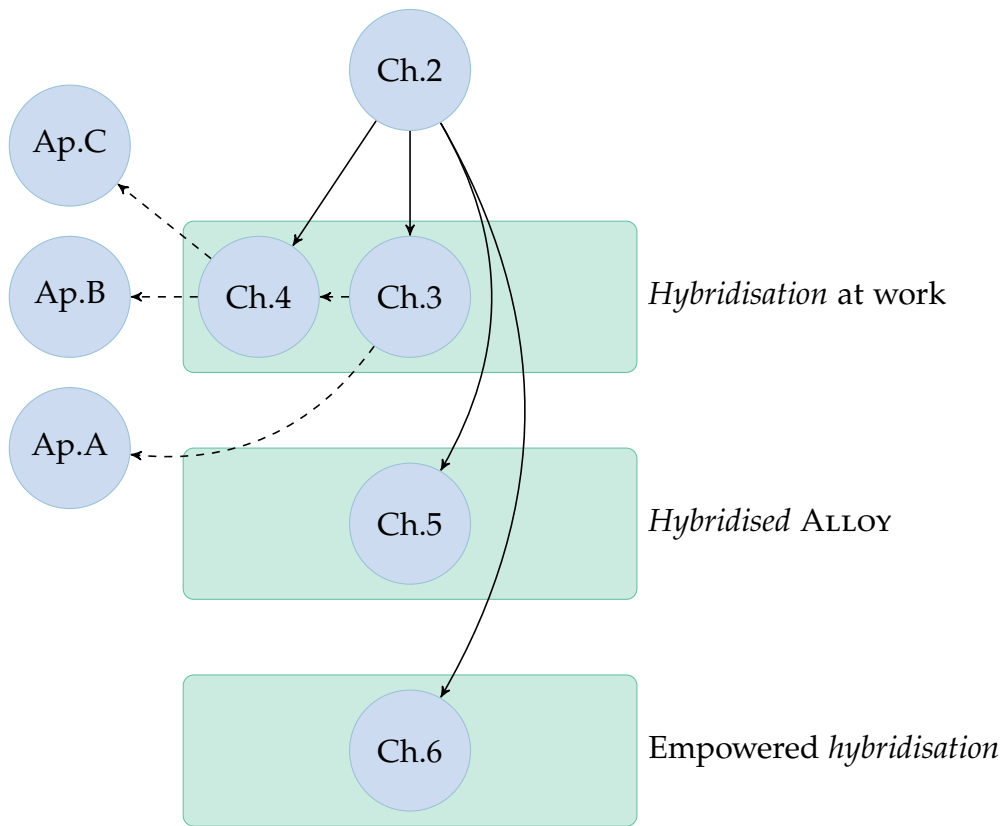 Ch.2
Ap.C
Ap.B
Ch.4
Ch.3
Hybridisation at work
Ap.A
Ch.5
Hybridised ALLOY
Ch.6
Empowered hybridisation